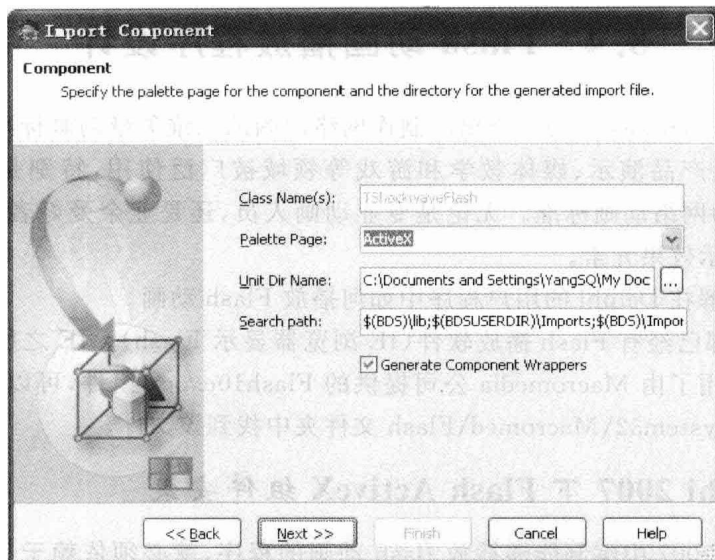 Import Component
Component
Specify the palette page for the component and the directory for the generated import file.
Class Name(s):
TShockwaveFlash
Palette Page:
ActiveX
Unit Dir Name:
C:\Documents and Settings\YangSQ\My Doc
...
Search path:
$(BDS)\lib;$(BDSUSERDIR)\Imports;$(BDS)\Impor
Generate Component Wrappers
<< Back
Next >>
Finish
Cancel
Help